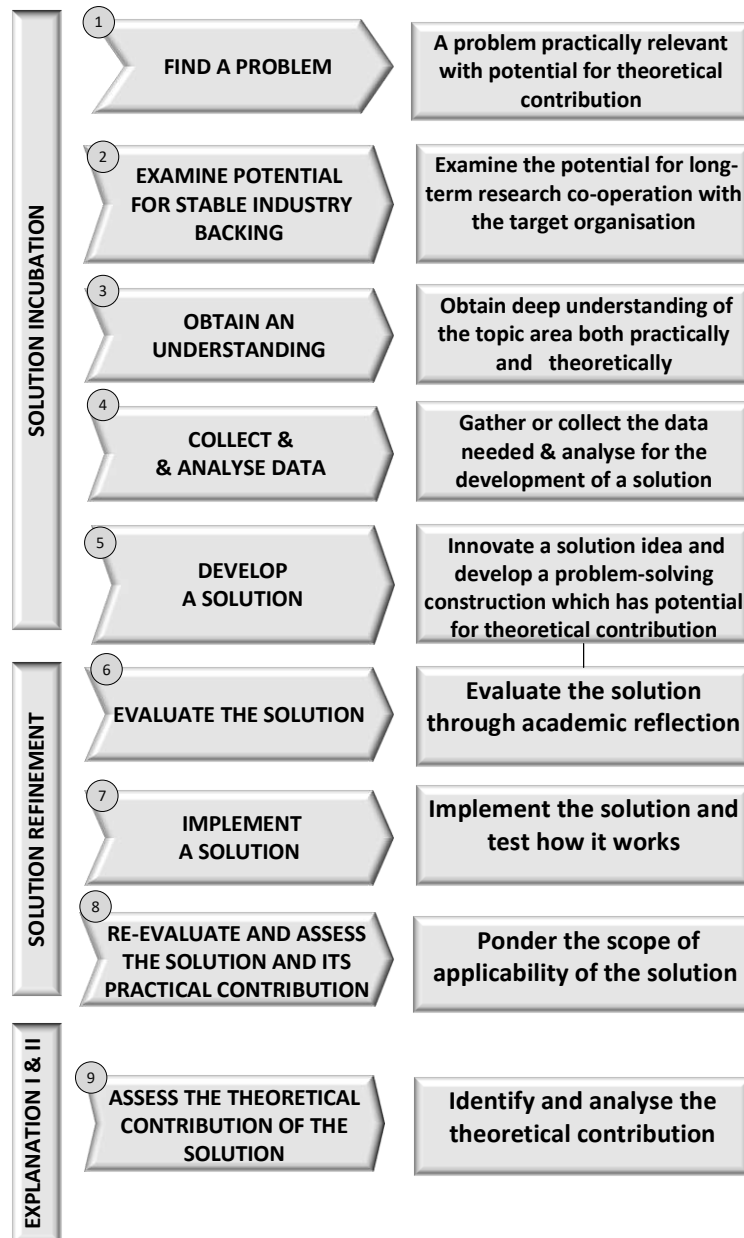 SOLUTION INCUBATION
1
FIND A PROBLEM
A problem practically relevant
with potential for theoretical
contribution
2
EXAMINE POTENTIAL
FOR STABLE INDUSTRY
BACKING
Examine the potential for long-
term research co-operation with
the target organisation
3
OBTAIN AN
UNDERSTANDING
Obtain deep understanding of
the topic area both practically
and theoretically
4
COLLECT &
& ANALYSE DATA
Gather or collect the data
needed & analyse for the
development of a solution
5
DEVELOP
A SOLUTION
Innovate a solution idea and
develop a problem-solving
construction which has potential
for theoretical contribution
SOLUTION REFINEMENT
6
EVALUATE THE SOLUTION
Evaluate the solution
through academic reflection
7
IMPLEMENT
A SOLUTION
Implement the solution and
test how it works
8
RE-EVALUATE AND ASSESS
THE SOLUTION AND ITS
PRACTICAL CONTRIBUTION
Ponder the scope of
applicability of the solution
EXPLANATION I & II
9
ASSESS THE THEORETICAL
CONTRIBUTION OF THE
SOLUTION
Identify and analyse the
theoretical contribution